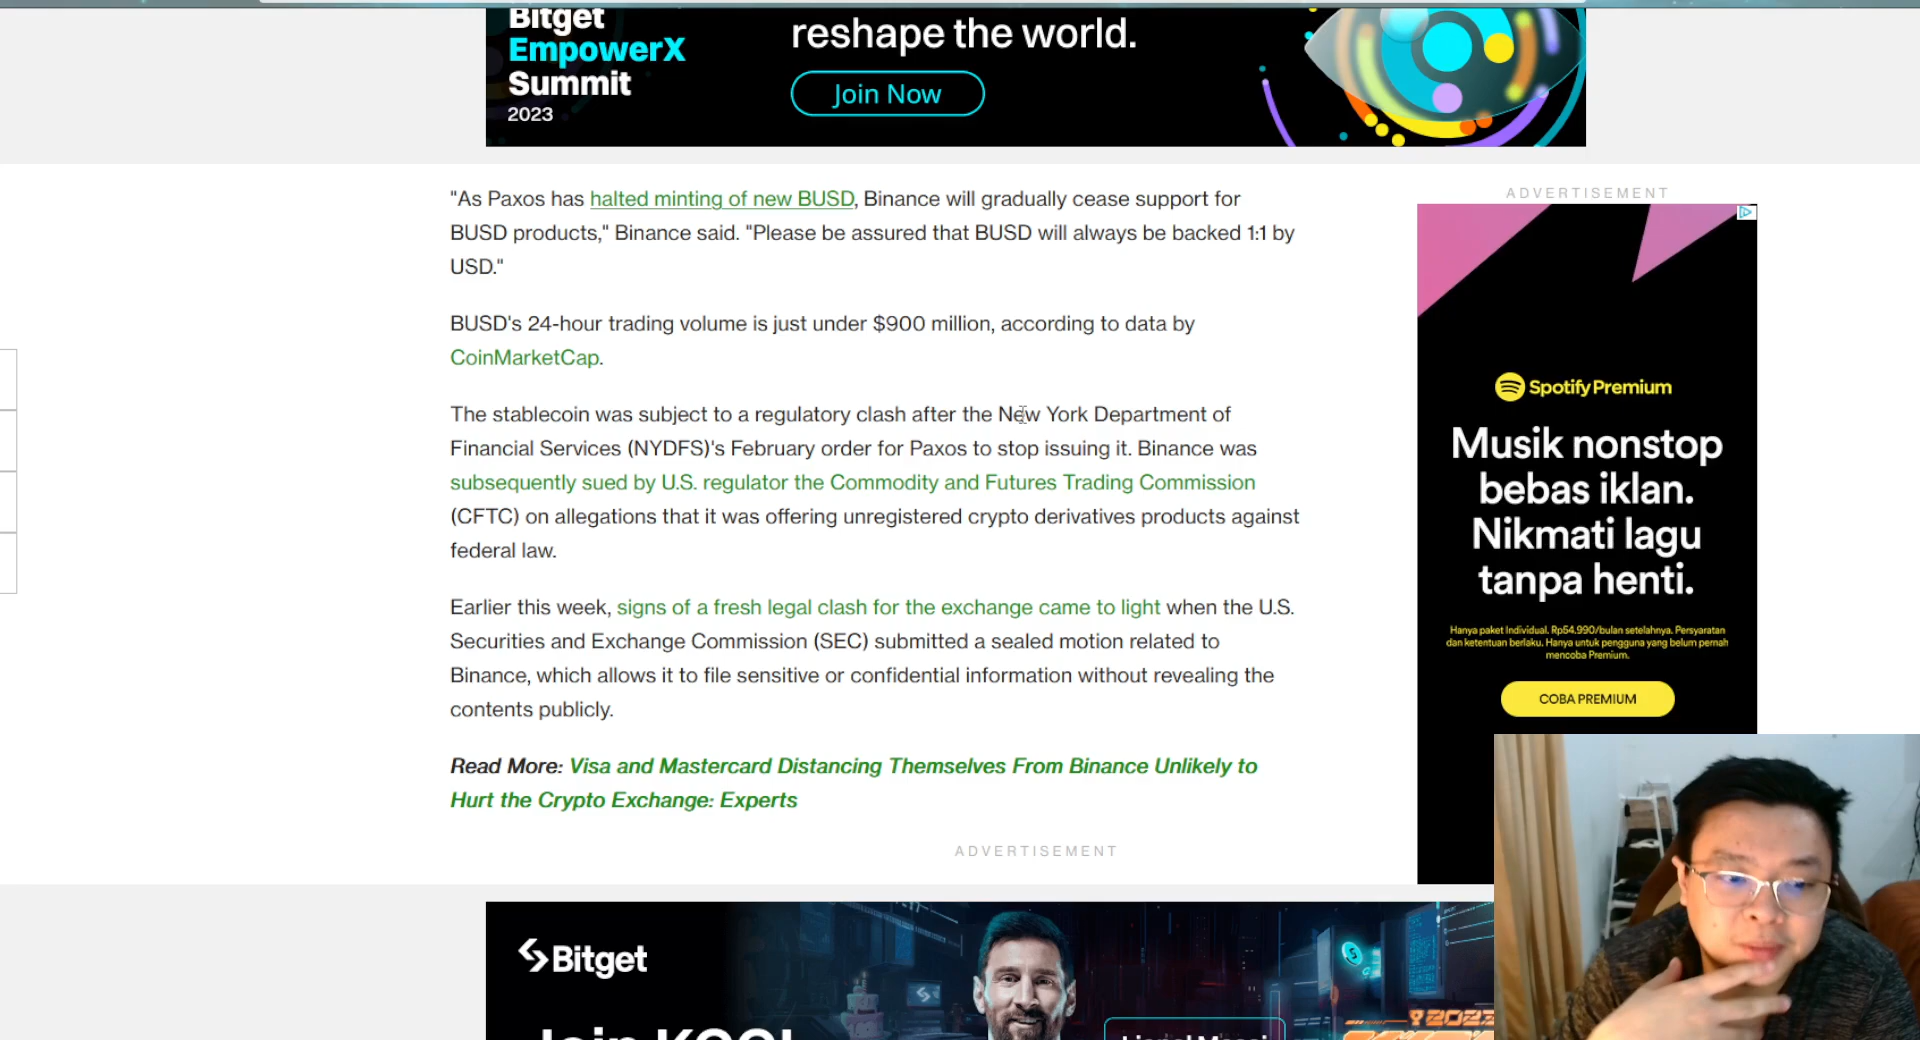 Bitget
EmpowerX
Summit
2023
reshape the world.
Join Now
"As Paxos has halted minting of new BUSD, Binance will gradually cease support for
BUSD products," Binance said. "Please be assured that BUSD will always be backed 1:1 by
USD."
BUSD's 24-hour trading volume is just under $900 million, according to data by
CoinMarketCap.
The stablecoin was subject to a regulatory clash after the New York Department of
Financial Services (NYDFS)'s February order for Paxos to stop issuing it. Binance was
subsequently sued by U.S. regulator the Commodity and Futures Trading Commission
(CFTC) on allegations that it was offering unregistered crypto derivatives products against
federal law.
Earlier this week, signs of a fresh legal clash for the exchange came to light when the U.S.
Securities and Exchange Commission (SEC) submitted a sealed motion related to
Binance, which allows it to file sensitive or confidential information without revealing the
contents publicly.
Read More: Visa and Mastercard Distancing Themselves From Binance Unlikely to
Hurt the Crypto Exchange: Experts
ADVERTISEMENT
Bitget
Join
Lionel Messi
ADVERTISEMENT
Spotify Premium
Musik nonstop
bebas iklan.
Nikmati lagu
tanpa henti.
Hanya paket Individual. Rp54.990/bulan setelahnya. Persyaratan
dan ketentuan berlaku. Hanya untuk pengguna yang belum pernah
mencoba Premium.
COBA PREMIUM